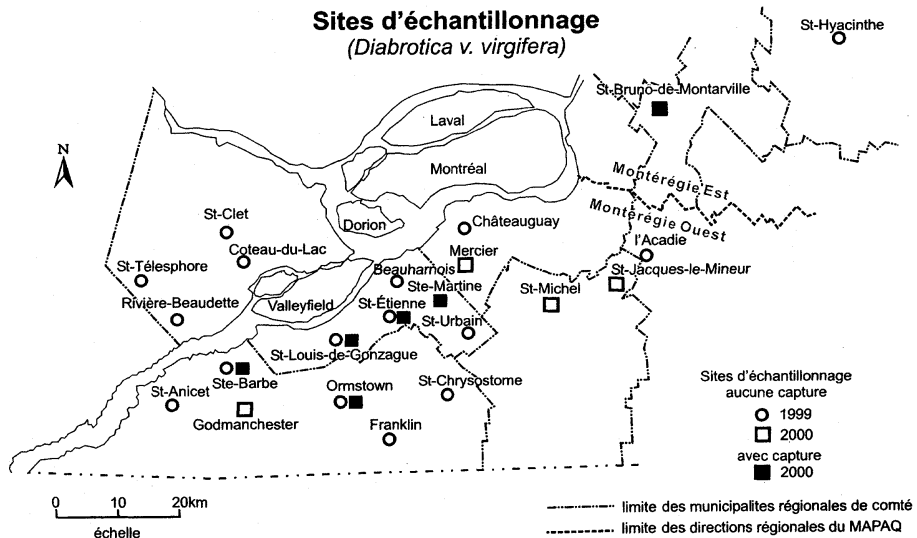 Sites d'échantillonnage
(Diabrotica v. virgifera)
St-Hyacinthe
St-Bruno-de-Montarville
Laval
N
Montréal
Montérégie Est
Montérégie Ouest
St-Clet
Dorion
Châteauguay
l'Acadie
Coteau-du-Lac
Mercier
St-Télesphore
Beauharnois
St-Jacques-le-Mineur
Ste-Martine
St-Michel
Rivière-Beaudette
Valleyfield
St-Étienne
St-Urbain
St-Louis-de-Gonzague
Ste-Barbe
St-Anicet
Ormstown
St-Chrysostome
Godmanchester
Franklin
Sites d'échantillonnage
aucune capture
1999
2000
avec capture
2000
0 10 20km
échelle
limite des municipalites régionales de comté
limite des directions régionales du MAPAQ